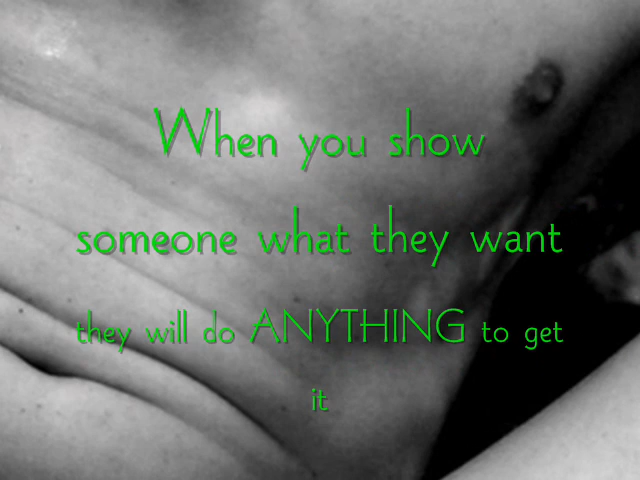 When you show
someone what they want
they will do ANYTHING to get
it